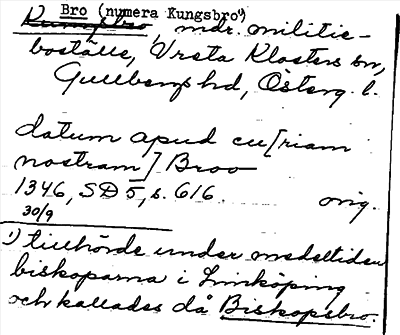 Bro (numera Kungsbro¹)
Kungsbro, mdr. militie-
boställe, Vreta Klosters sn,
Gullbergs hd, Österg. l.
datum apud cu[riam
nostram] Broo
1346, SD 5, s. 616. orig.
30/9
¹) tillhörde under medeltiden
biskoparna i Linköping
och kallades då Biskopsbro.